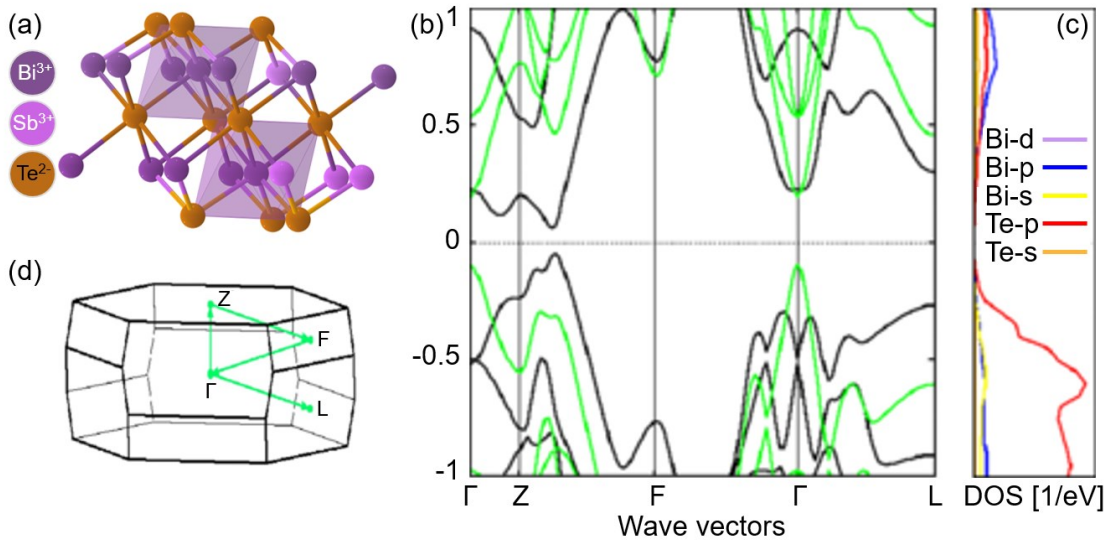 (a)
Bi³⁺
Sb³⁺
Te²⁻
(b)
1
0.5
0
-0.5
-1
Γ Z F Γ L
Wave vectors
(c)
Bi-d
Bi-p
Bi-s
Te-p
Te-s
DOS [1/eV]
(d)
Z
F
Γ
L